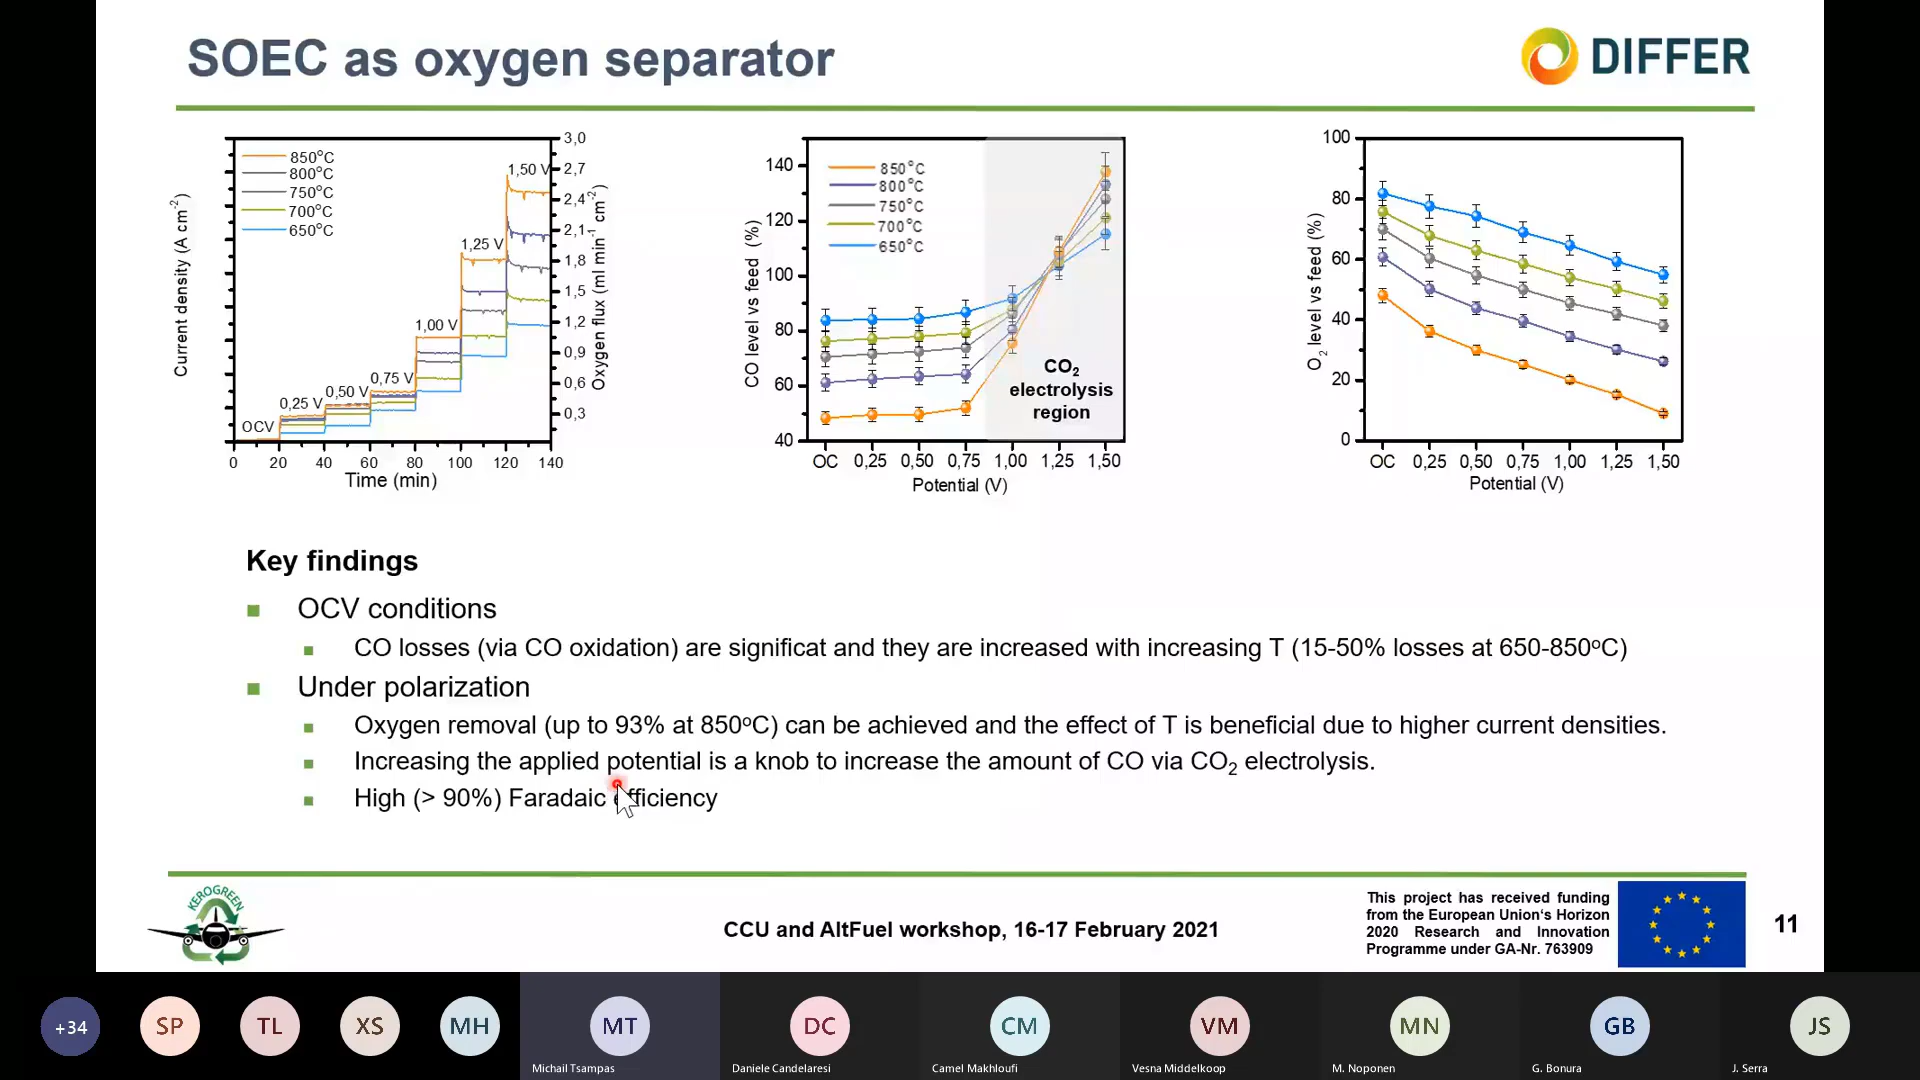 SOEC as oxygen separator
DIFFER
850°C
800°C
750°C
700°C
650°C
OCV
0,25 V
0,50 V
0,75 V
1,00 V
1,25 V
1,50 V
Current density (A cm⁻²)
0 20 40 60 80 100 120 140
Time (min)
3,0
2,7
2,4
2,1
1,8
1,5
1,2
0,9
0,6
0,3
Oxygen flux (ml min⁻¹ cm⁻²)
850°C
800°C
750°C
700°C
650°C
140
120
100
80
60
40
CO level vs feed (%)
CO₂
electrolysis
region
OC 0,25 0,50 0,75 1,00 1,25 1,50
Potential (V)
100
80
60
40
20
0
O₂ level vs feed (%)
OC 0,25 0,50 0,75 1,00 1,25 1,50
Potential (V)
Key findings
OCV conditions
CO losses (via CO oxidation) are significat and they are increased with increasing T (15-50% losses at 650-850ºC)
Under polarization
Oxygen removal (up to 93% at 850ºC) can be achieved and the effect of T is beneficial due to higher current densities.
Increasing the applied potential is a knob to increase the amount of CO via CO₂ electrolysis.
High (> 90%) Faradaic efficiency
KEROGREEN
CCU and AltFuel workshop, 16-17 February 2021
This project has received funding
from the European Union‘s Horizon
2020 Research and Innovation
Programme under GA-Nr. 763909
11
+34
SP
TL
XS
MH
MT
DC
CM
VM
MN
GB
JS
Michail Tsampas
Daniele Candelaresi
Camel Makhloufi
Vesna Middelkoop
M. Noponen
G. Bonura
J. Serra